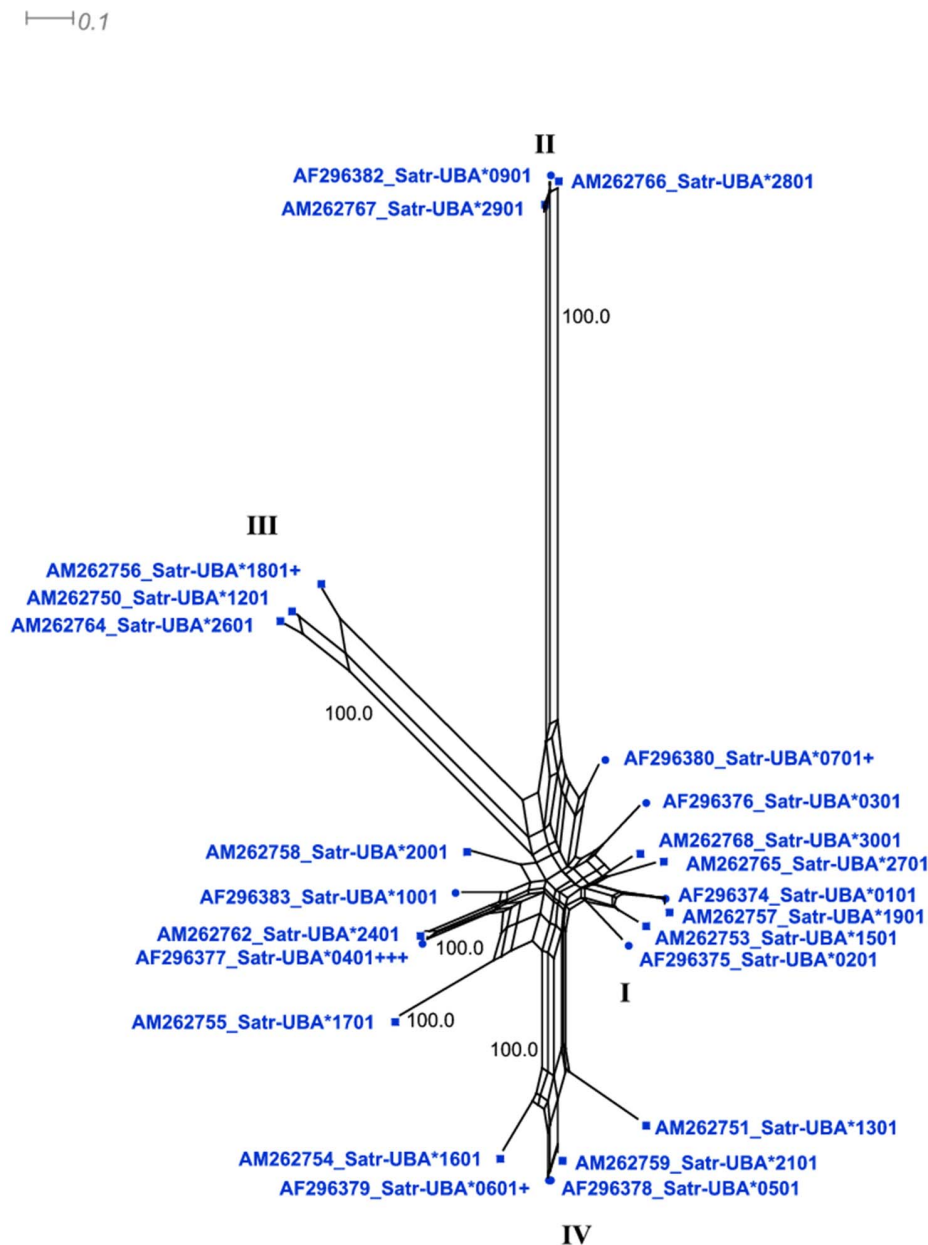 0.1
II
AF296382_Satr-UBA*0901
AM262766_Satr-UBA*2801
AM262767_Satr-UBA*2901
100.0
III
AM262756_Satr-UBA*1801+
AM262750_Satr-UBA*1201
AM262764_Satr-UBA*2601
100.0
AF296380_Satr-UBA*0701+
AF296376_Satr-UBA*0301
AM262768_Satr-UBA*3001
AM262758_Satr-UBA*2001
AM262765_Satr-UBA*2701
AF296383_Satr-UBA*1001
AF296374_Satr-UBA*0101
AM262757_Satr-UBA*1901
AM262762_Satr-UBA*2401
AM262753_Satr-UBA*1501
100.0
AF296377_Satr-UBA*0401+++
AF296375_Satr-UBA*0201
I
AM262755_Satr-UBA*1701
100.0
100.0
AM262751_Satr-UBA*1301
AM262754_Satr-UBA*1601
AM262759_Satr-UBA*2101
AF296379_Satr-UBA*0601+
AF296378_Satr-UBA*0501
IV